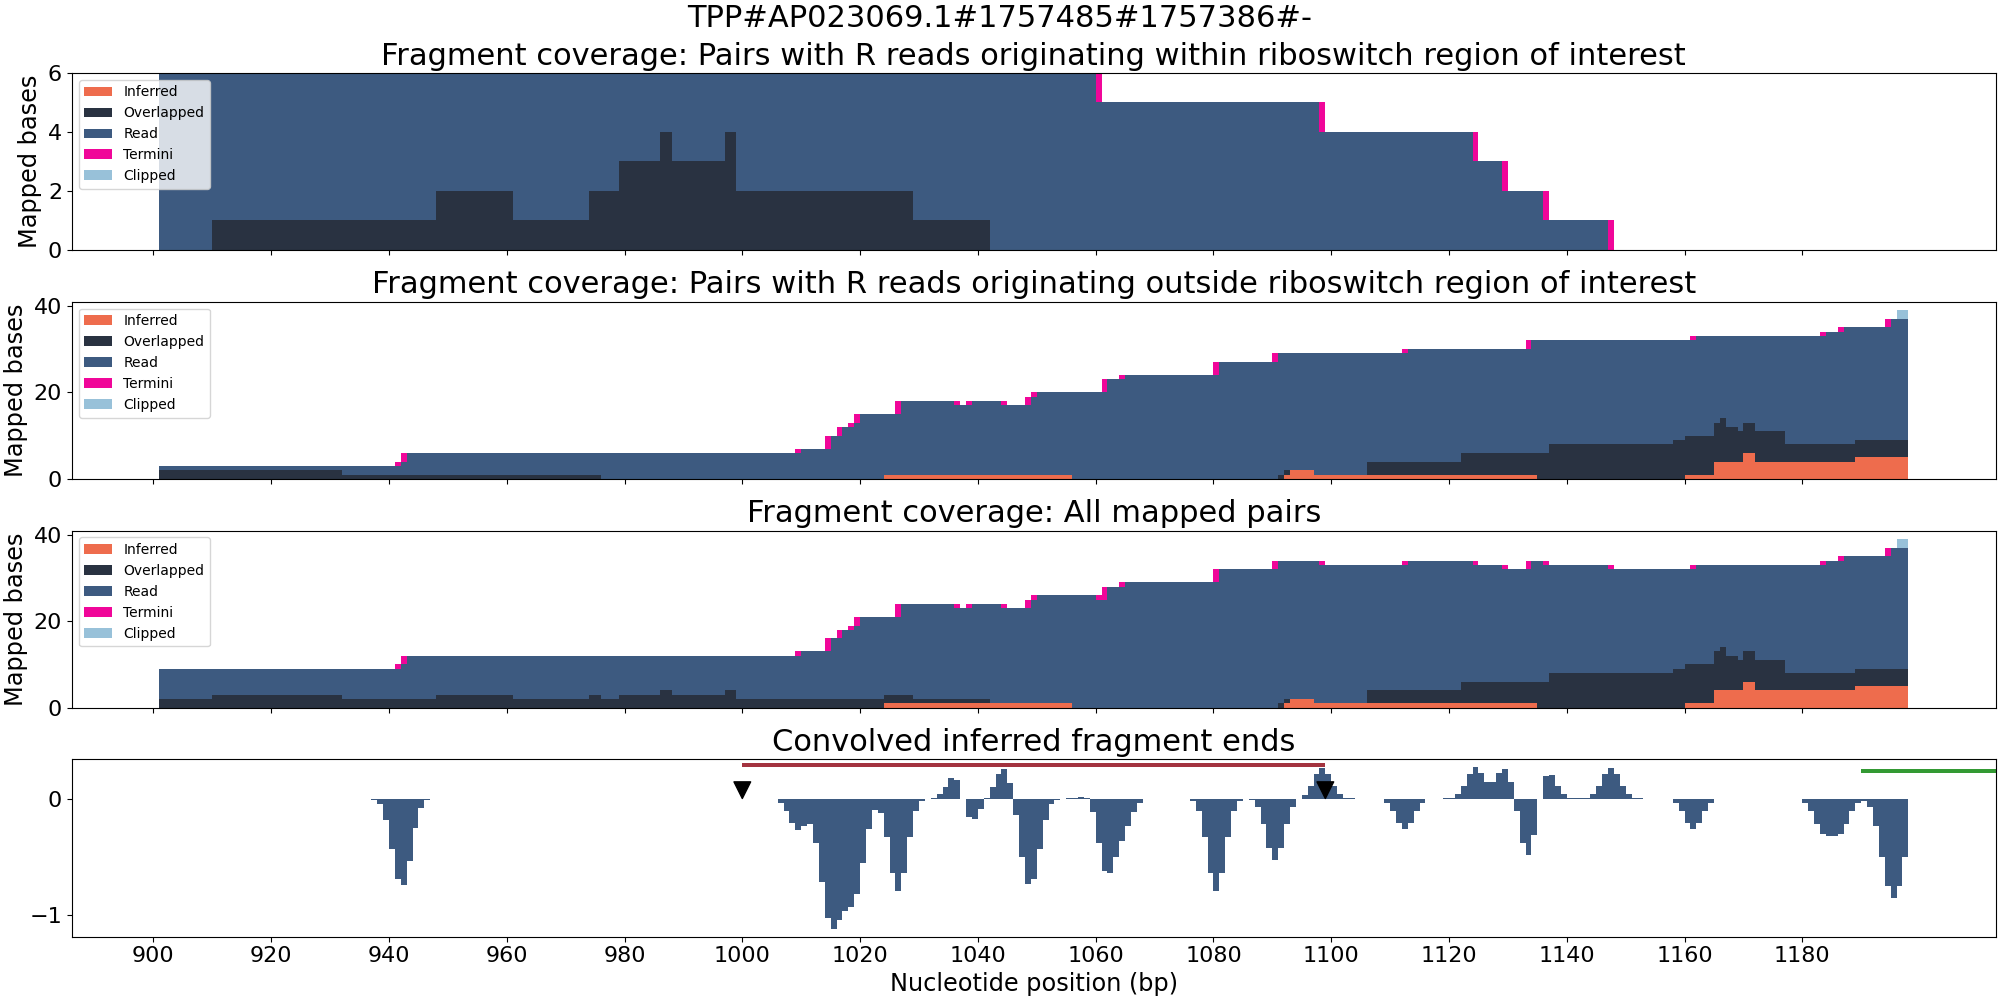 TPP#AP023069.1#1757485#1757386#-
Fragment coverage: Pairs with R reads originating within riboswitch region of interest
Mapped bases
6
4
2
0
Inferred
Overlapped
Read
Termini
Clipped
Fragment coverage: Pairs with R reads originating outside riboswitch region of interest
Mapped bases
40
20
0
Inferred
Overlapped
Read
Termini
Clipped
Fragment coverage: All mapped pairs
Mapped bases
40
20
0
Inferred
Overlapped
Read
Termini
Clipped
Convolved inferred fragment ends
0
−1
900 920 940 960 980 1000 1020 1040 1060 1080 1100 1120 1140 1160 1180
Nucleotide position (bp)